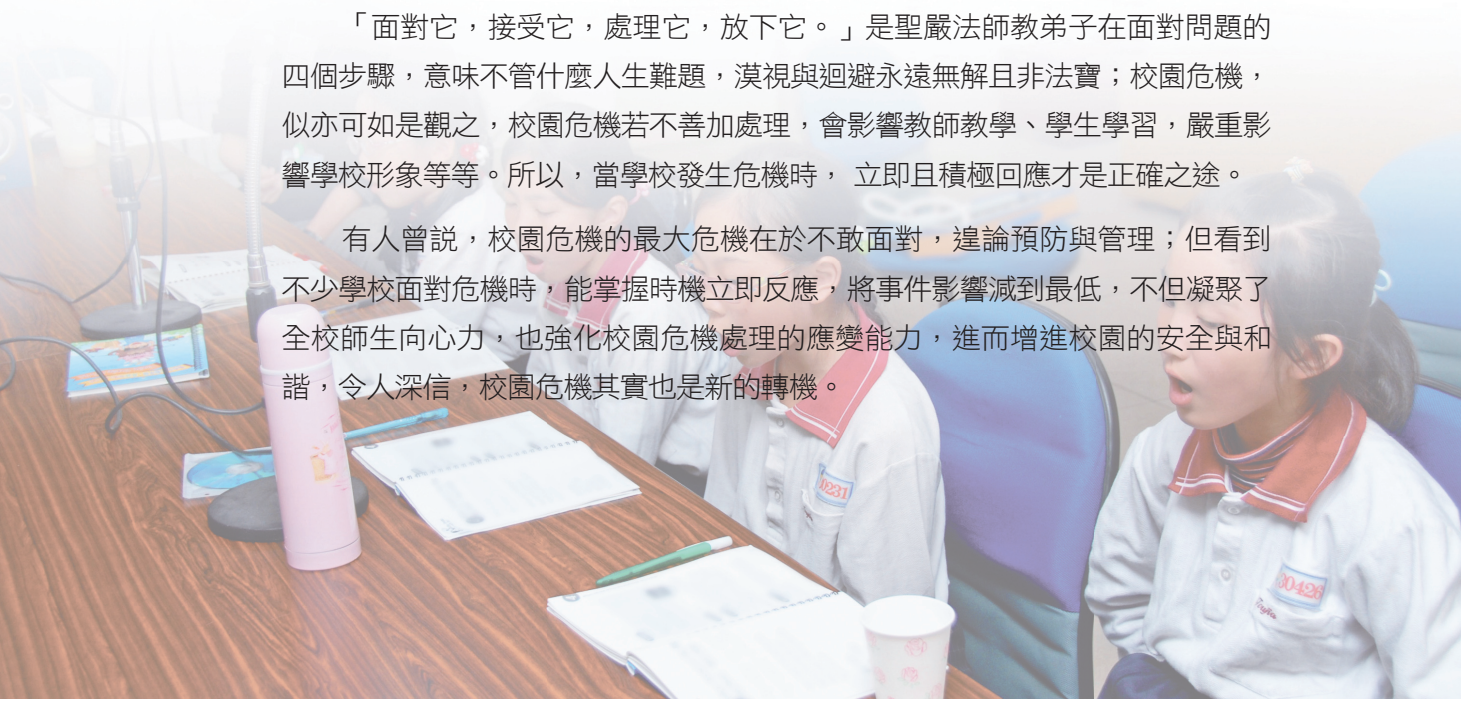 「面對它，接受它，處理它，放下它。」是聖嚴法師教弟子在面對問題的
四個步驟，意味不管什麼人生難題，漠視與迴避永遠無解且非法寶；校園危機，
似亦可如是觀之，校園危機若不善加處理，會影響教師教學、學生學習，嚴重影
響學校形象等等。所以，當學校發生危機時， 立即且積極回應才是正確之途。
有人曾說，校園危機的最大危機在於不敢面對，遑論預防與管理；但看到
不少學校面對危機時，能掌握時機立即反應，將事件影響減到最低，不但凝聚了
全校師生向心力，也強化校園危機處理的應變能力，進而增進校園的安全與和
諧，令人深信，校園危機其實也是新的轉機。
0231
30426